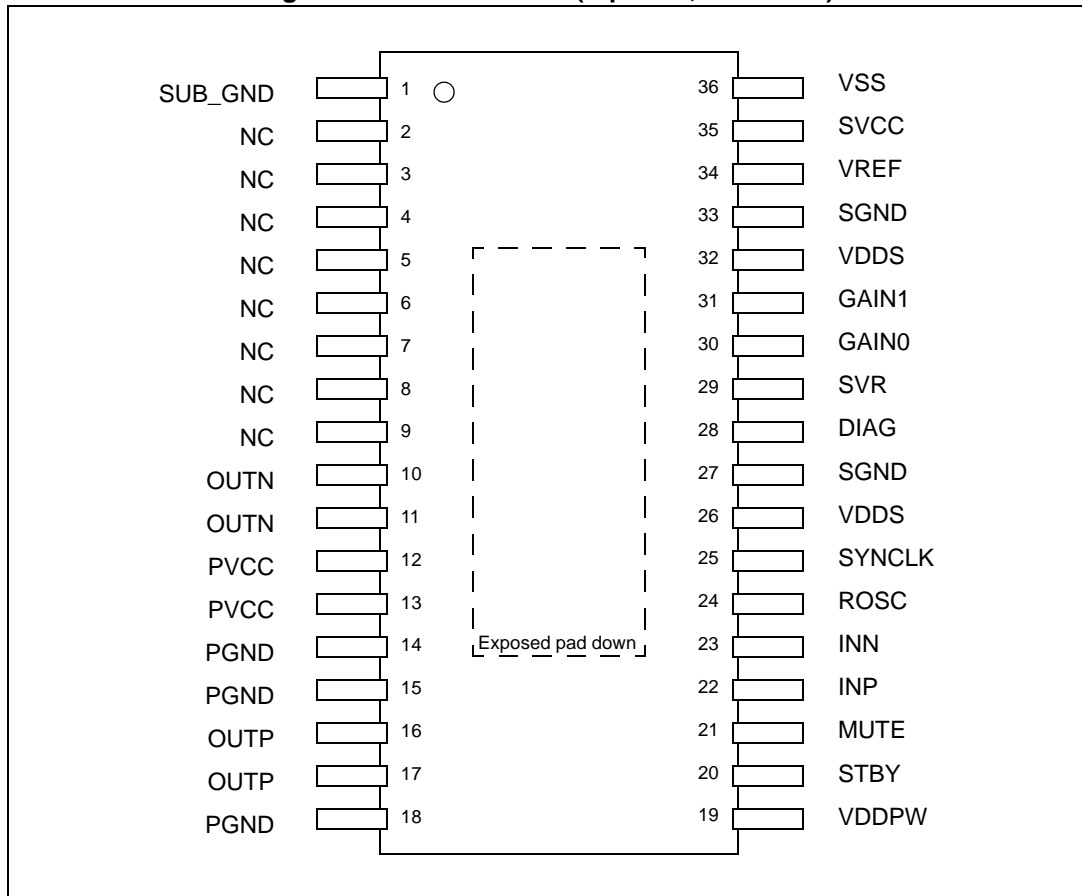 SUB_GND 1 36 VSS
NC 2 35 SVCC
NC 3 34 VREF
NC 4 33 SGND
NC 5 32 VDDS
NC 6 31 GAIN1
NC 7 30 GAIN0
NC 8 29 SVR
NC 9 28 DIAG
OUTN 10 27 SGND
OUTN 11 26 VDDS
PVCC 12 25 SYNCLK
PVCC 13 24 ROSC
PGND 14 Exposed pad down 23 INN
PGND 15 22 INP
OUTP 16 21 MUTE
OUTP 17 20 STBY
PGND 18 19 VDDPW